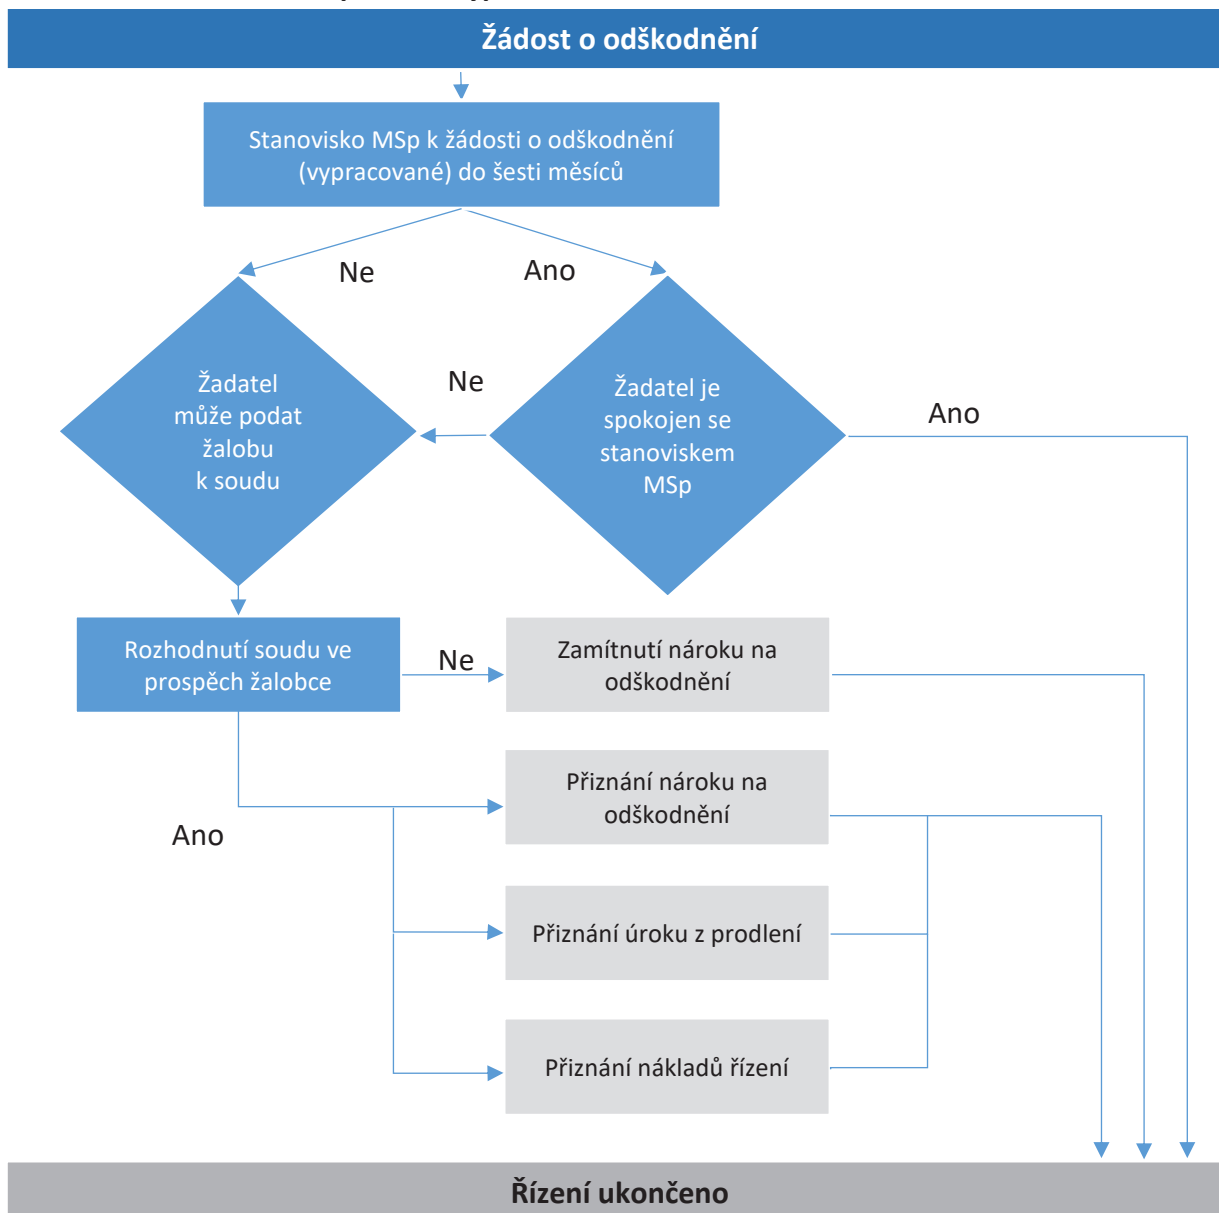 Žádost o odškodnění
Stanovisko MSp k žádosti o odškodnění
(vypracované) do šesti měsíců
Ne
Ano
Žadatel
může podat
žalobu
k soudu
Ne
Žadatel je
spokojen se
stanoviskem
MSp
Ano
Rozhodnutí soudu ve
prospěch žalobce
Ne
Zamítnutí nároku na
odškodnění
Přiznání nároku na
odškodnění
Ano
Přiznání úroku z prodlení
Přiznání nákladů řízení
Řízení ukončeno